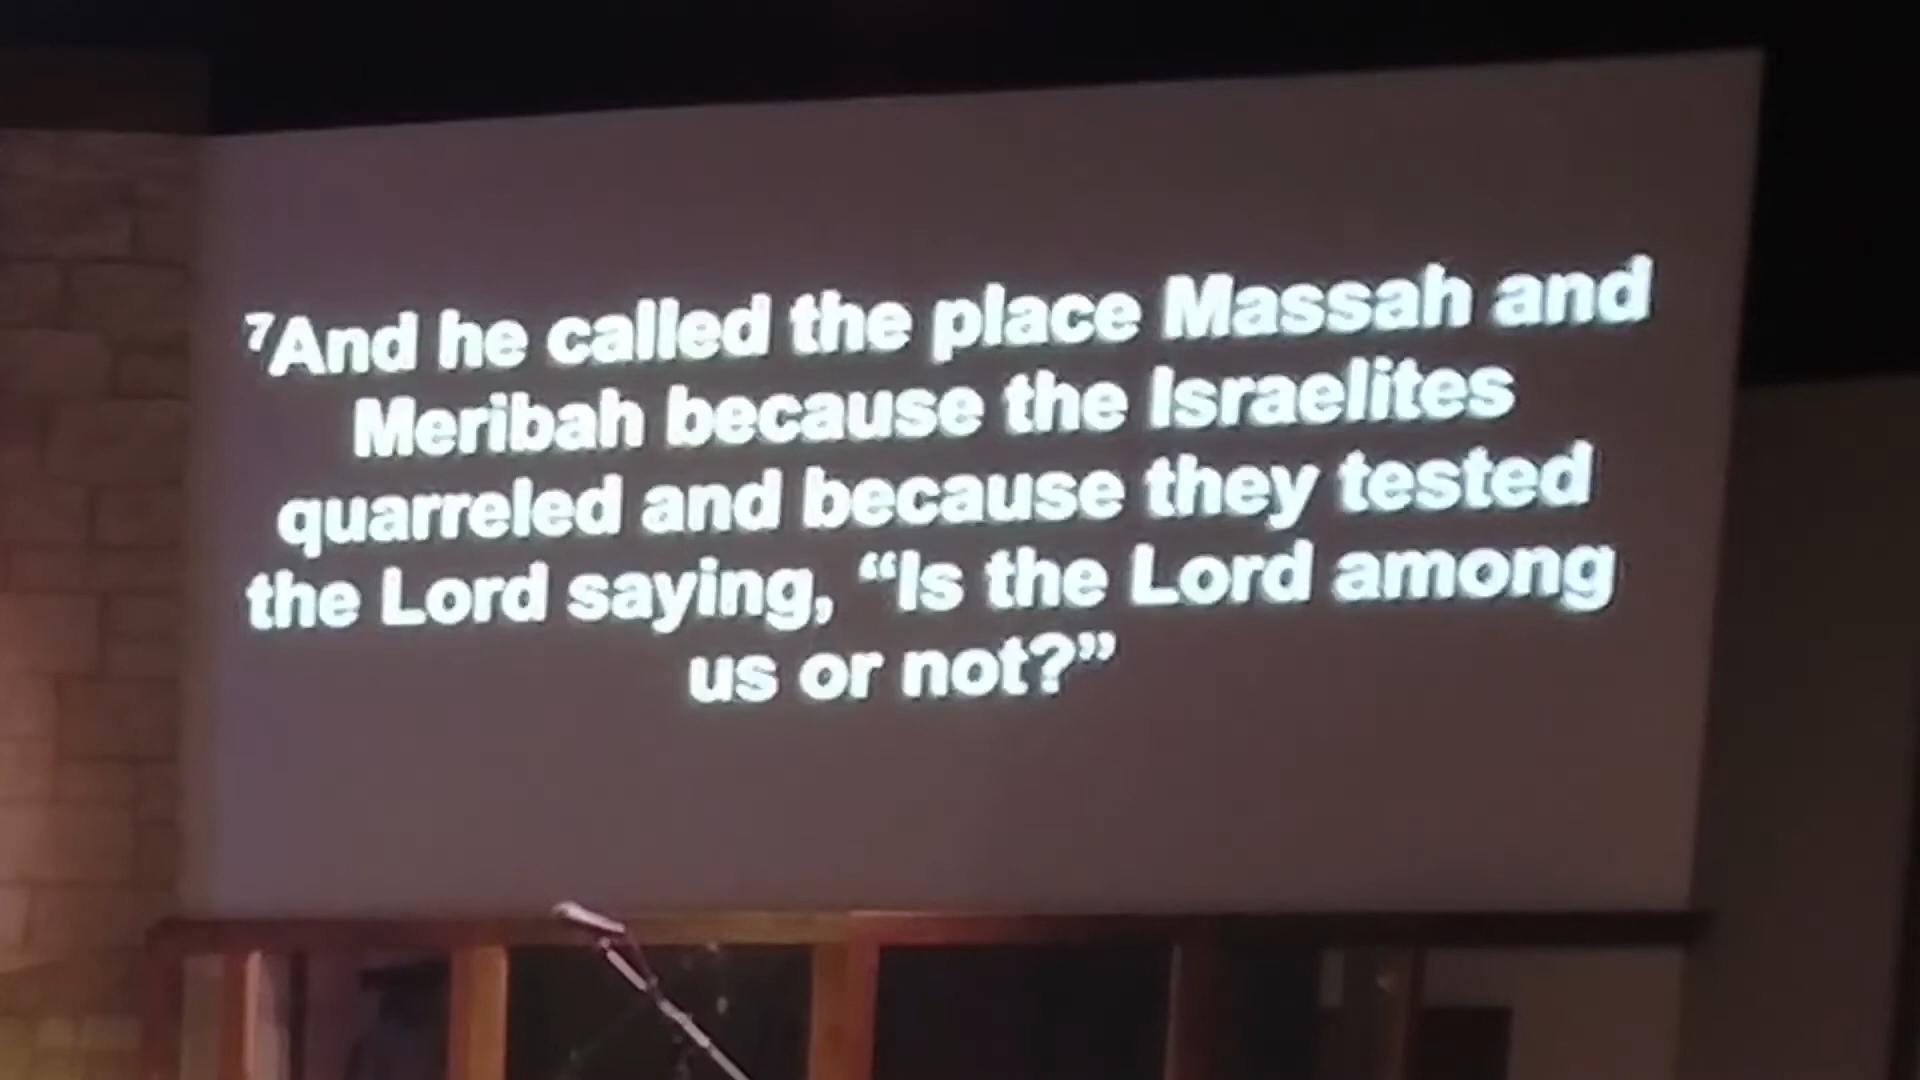 ⁷And he called the place Massah and
Meribah because the Israelites
quarreled and because they tested
the Lord saying, “Is the Lord among
us or not?”